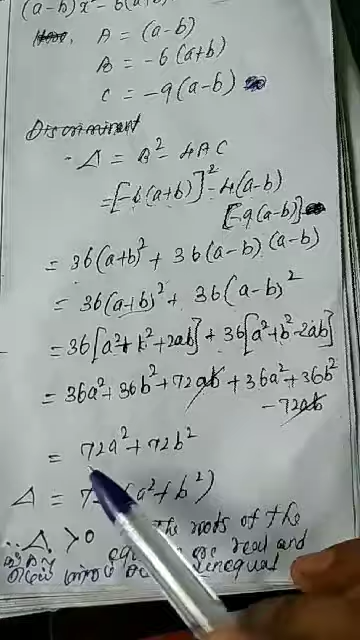 (a-b)x² - 6(a+b)
A = (a-b)
B = -6(a+b)
C = -9(a-b)
Discriminant
Δ = B² - 4AC
= [-6(a+b)]² - 4(a-b)
[-9(a-b)]
= 36(a+b)² + 36(a-b)(a-b)
= 36(a+b)² + 36(a-b)²
= 36[a²+b²+2ab] + 36[a²+b²-2ab]
= 36a²+36b²+72ab+36a²+36b²
-72ab
= 72a²+72b²
Δ = 7 (a²+b²)
∴ Δ > 0 the roots of the
real and
unequal